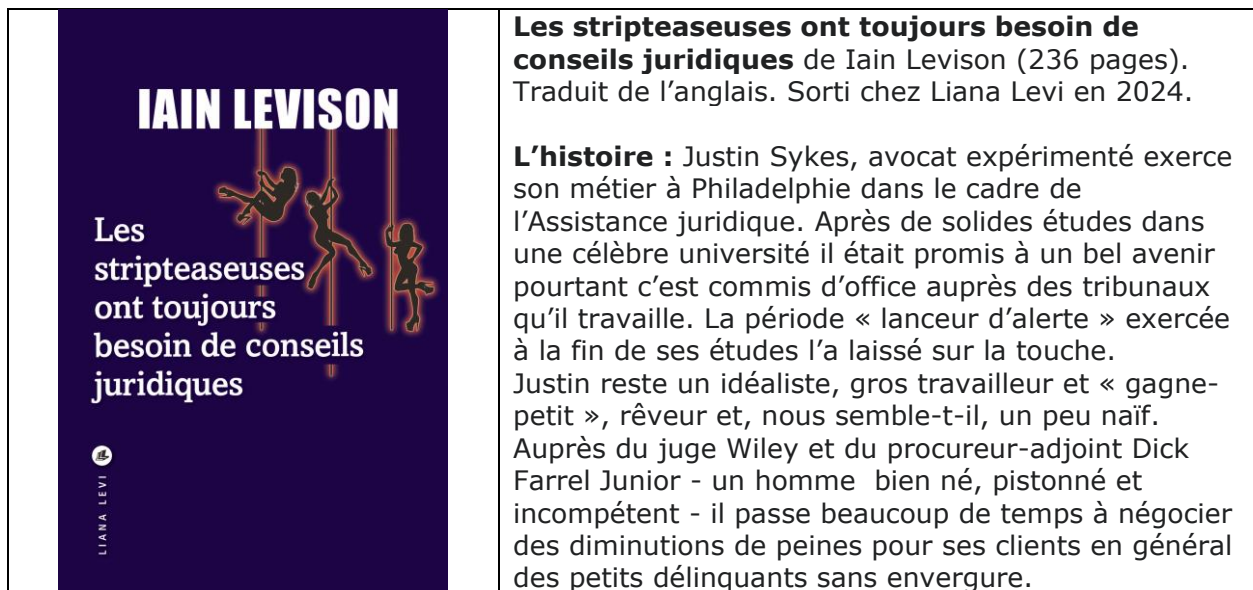 IAIN LEVISON
Les
stripteaseuses
ont toujours
besoin de conseils
juridiques
LIANA LEVI
Les stripteaseuses ont toujours besoin de
conseils juridiques de Iain Levison (236 pages).
Traduit de l’anglais. Sorti chez Liana Levi en 2024.
L’histoire : Justin Sykes, avocat expérimenté exerce
son métier à Philadelphie dans le cadre de
l’Assistance juridique. Après de solides études dans
une célèbre université il était promis à un bel avenir
pourtant c’est commis d’office auprès des tribunaux
qu’il travaille. La période « lanceur d’alerte » exercée
à la fin de ses études l’a laissé sur la touche.
Justin reste un idéaliste, gros travailleur et « gagne-
petit », rêveur et, nous semble-t-il, un peu naïf.
Auprès du juge Wiley et du procureur-adjoint Dick
Farrel Junior - un homme  bien né, pistonné et
incompétent - il passe beaucoup de temps à négocier
des diminutions de peines pour ses clients en général
des petits délinquants sans envergure.